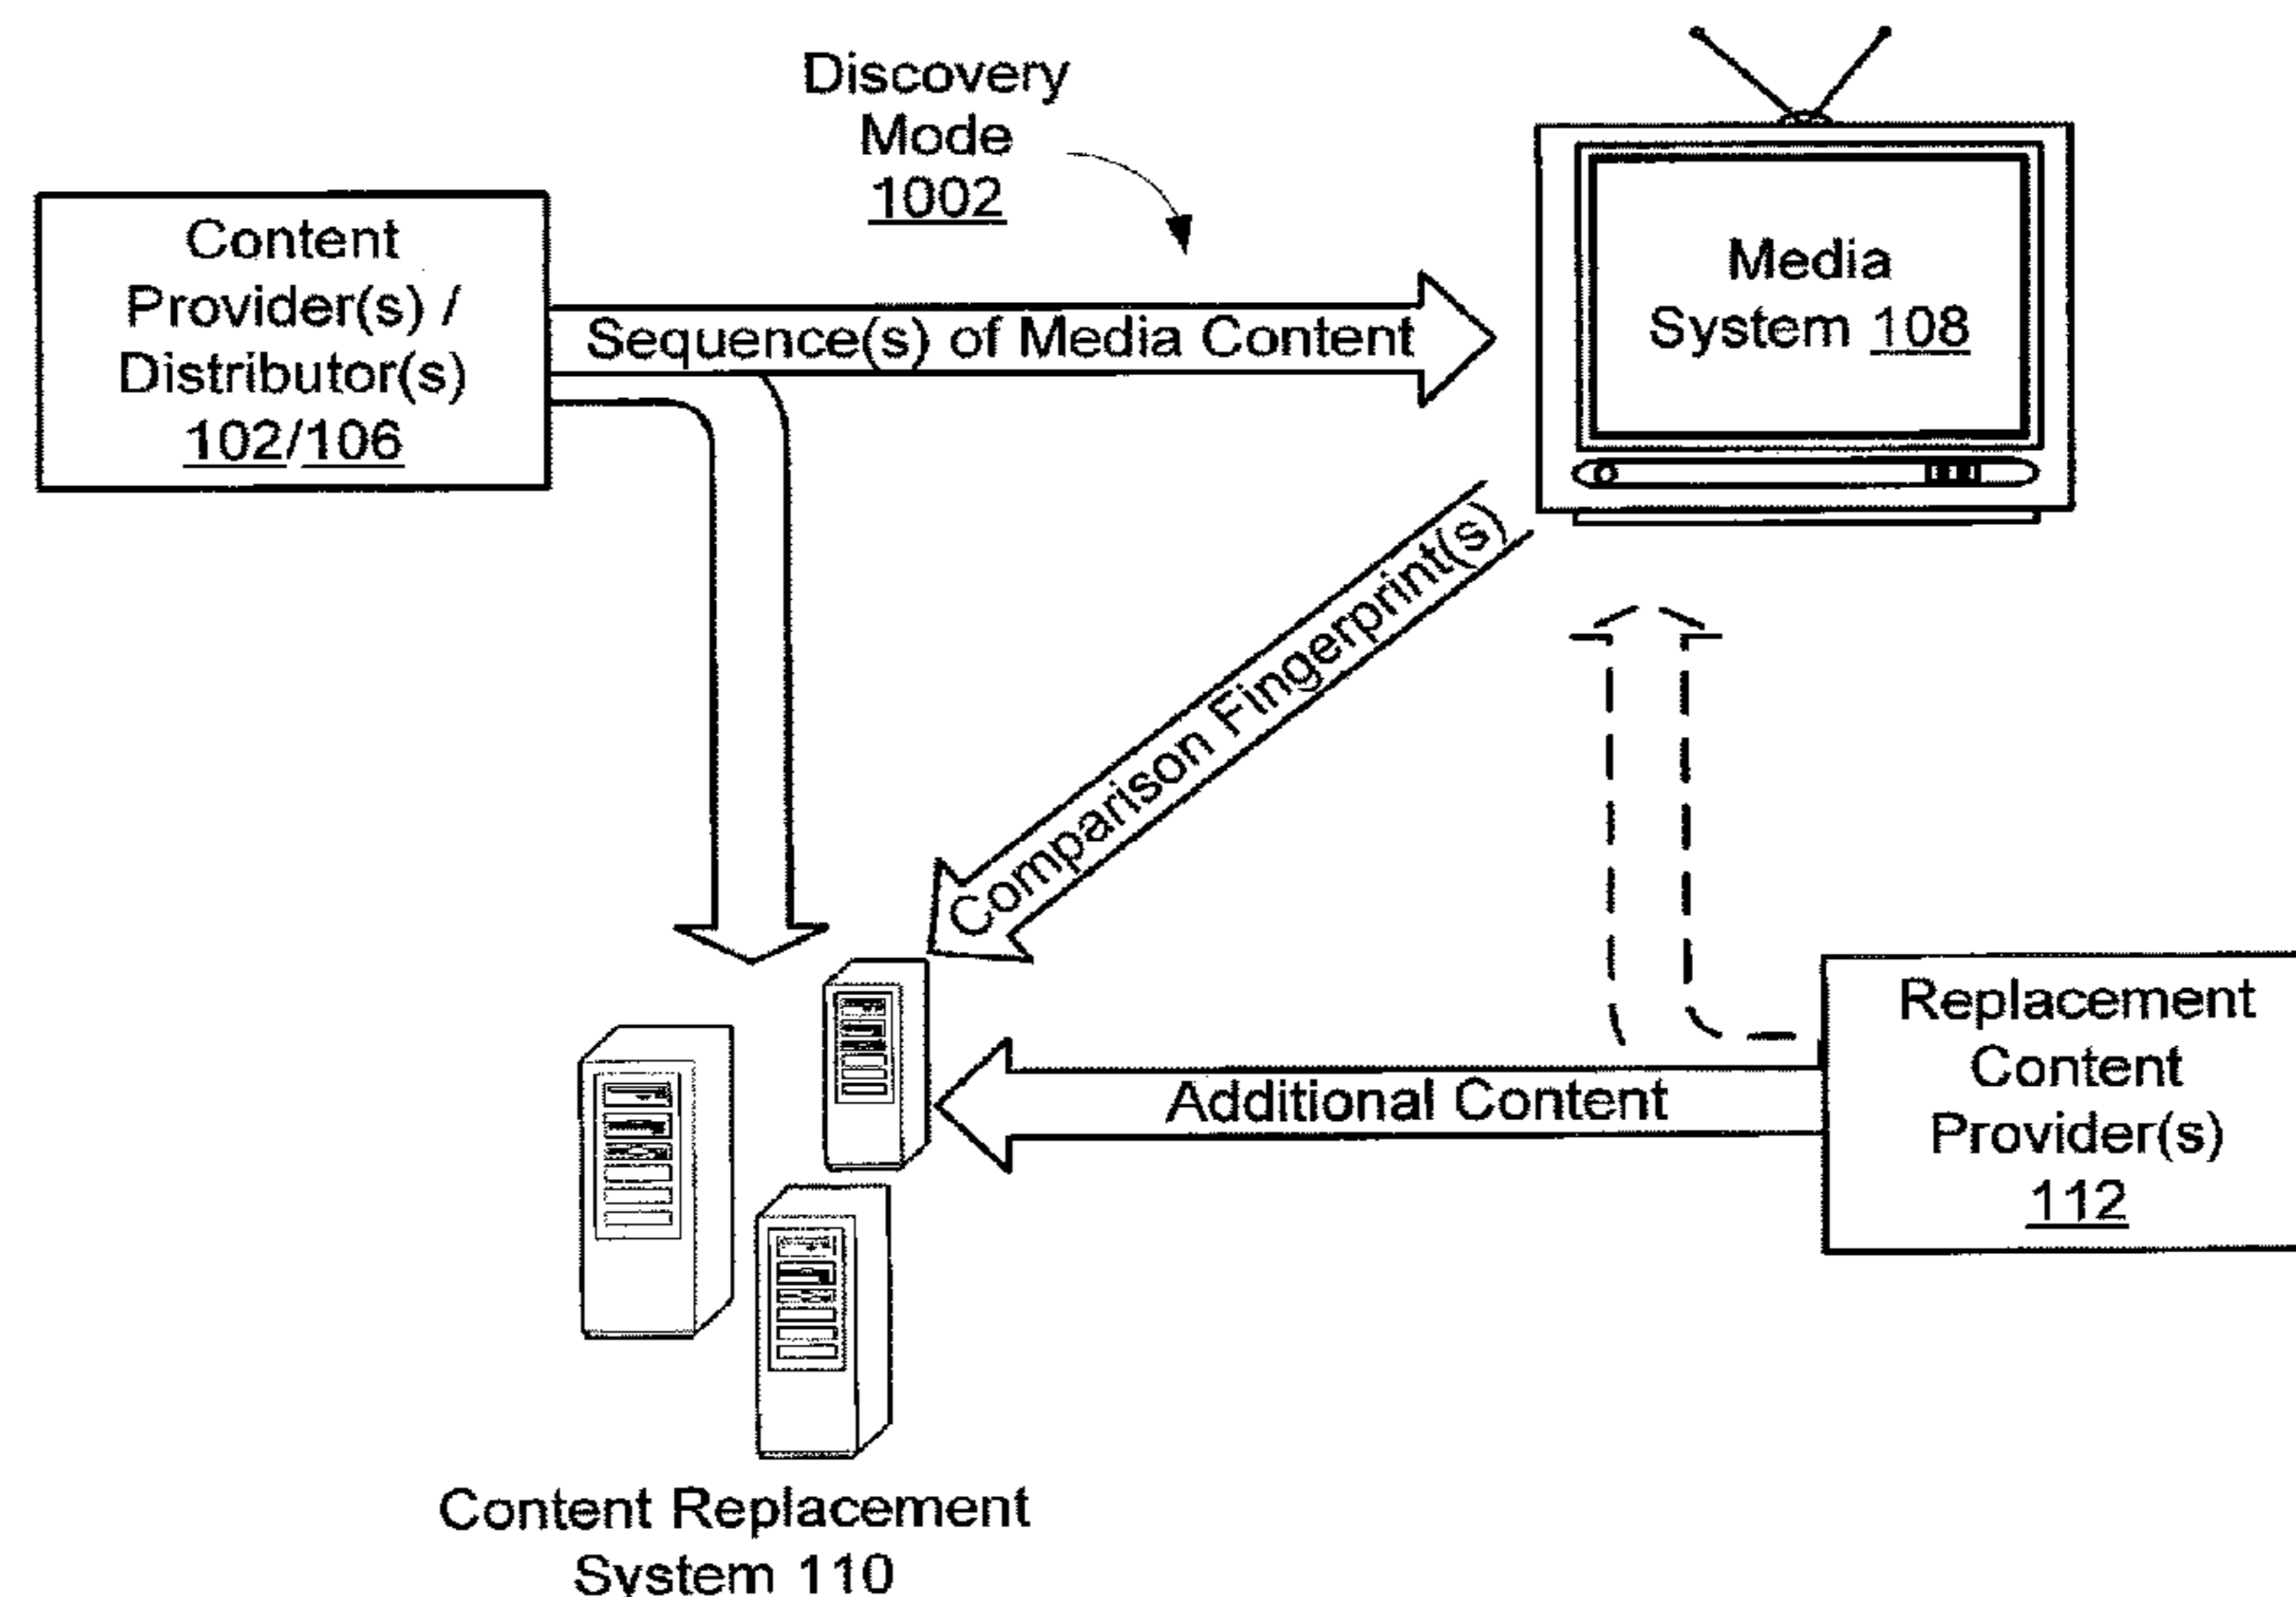 Discovery
Mode
1002
Content
Provider(s) /
Distributor(s)
102/106
Sequence(s) of Media Content
Media
System 108
Comparison Fingerprint(s)
Additional Content
Replacement
Content
Provider(s)
112
Content Replacement
System 110